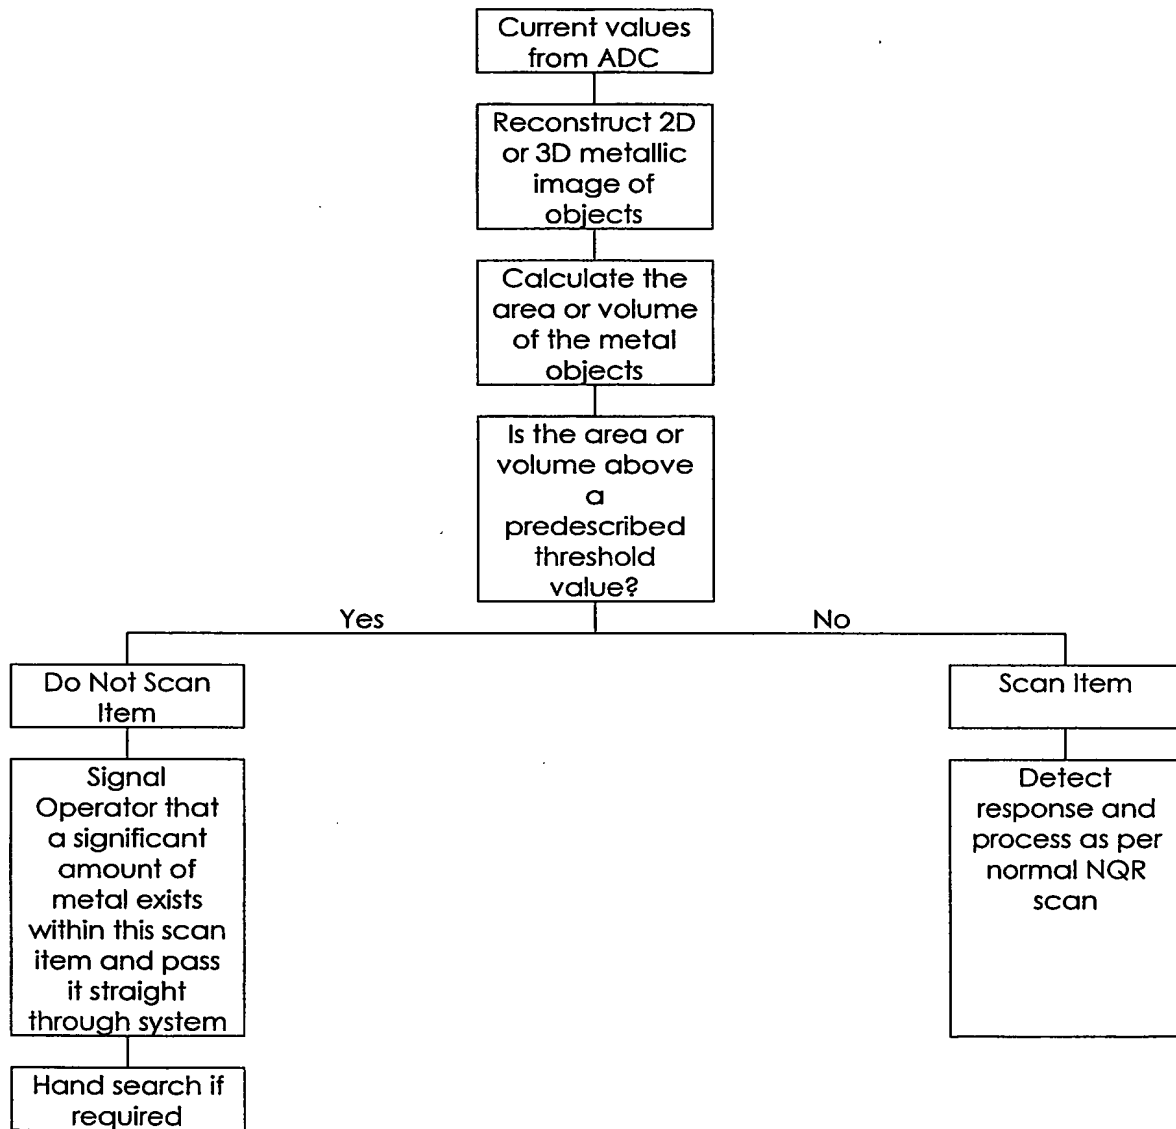 Current values
from ADC
Reconstruct 2D
or 3D metallic
image of
objects
Calculate the
area or volume
of the metal
objects
Is the area or
volume above
a
predescribed
threshold
value?
Yes
No
Do Not Scan
Item
Scan Item
Signal
Operator that
a significant
amount of
metal exists
within this scan
item and pass
it straight
through system
Detect
response and
process as per
normal NQR
scan
Hand search if
required